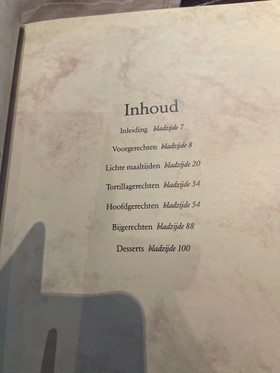 Inhoud
Inleiding bladzijde 7
Voorgerechten bladzijde 8
Lichte maaltijden bladzijde 20
Tortillagerechten bladzijde 34
Hoofdgerechten bladzijde 54
Bijgerechten bladzijde 88
Desserts bladzijde 100